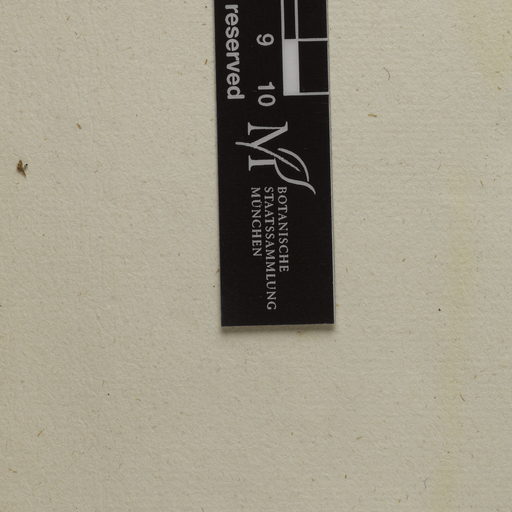 reserved
9 10
M
BOTANISCHE
STAATSSAMMLUNG
MÜNCHEN